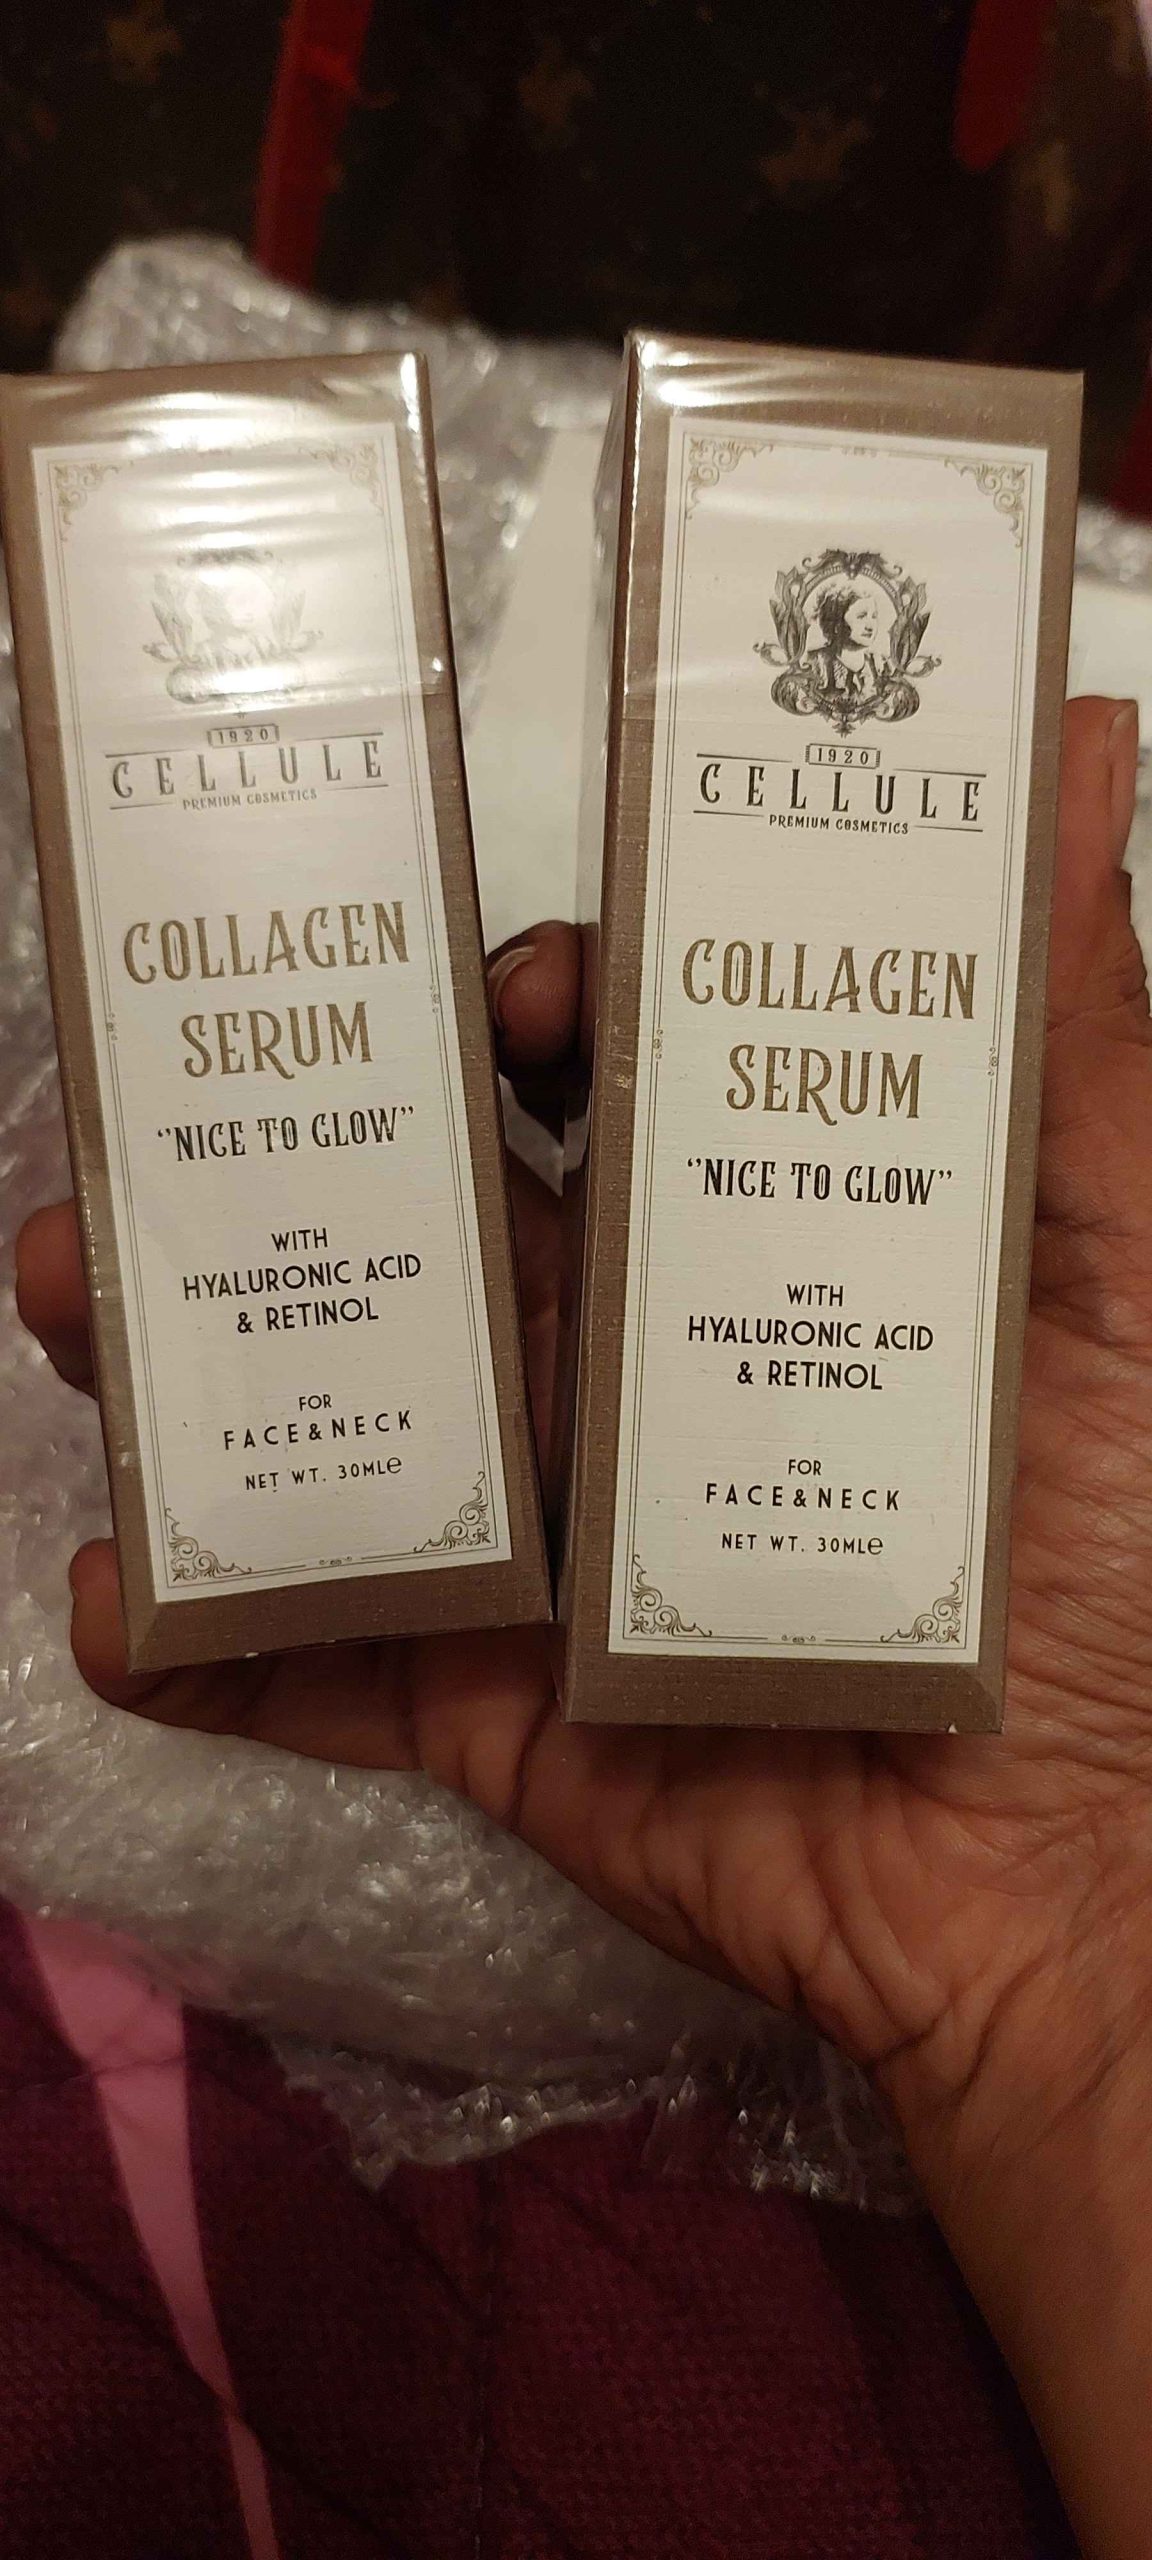 1920
CELLULE
PREMIUM COSMETICS
COLLAGEN
SERUM
"NICE TO GLOW"
WITH
HYALURONIC ACID
& RETINOL
FOR
FACE&NECK
NET WT. 30MLe
1920
CELLULE
PREMIUM COSMETICS
COLLAGEN
SERUM
"NICE TO GLOW"
WITH
HYALURONIC ACID
& RETINOL
FOR
FACE&NECK
NET WT. 30MLe